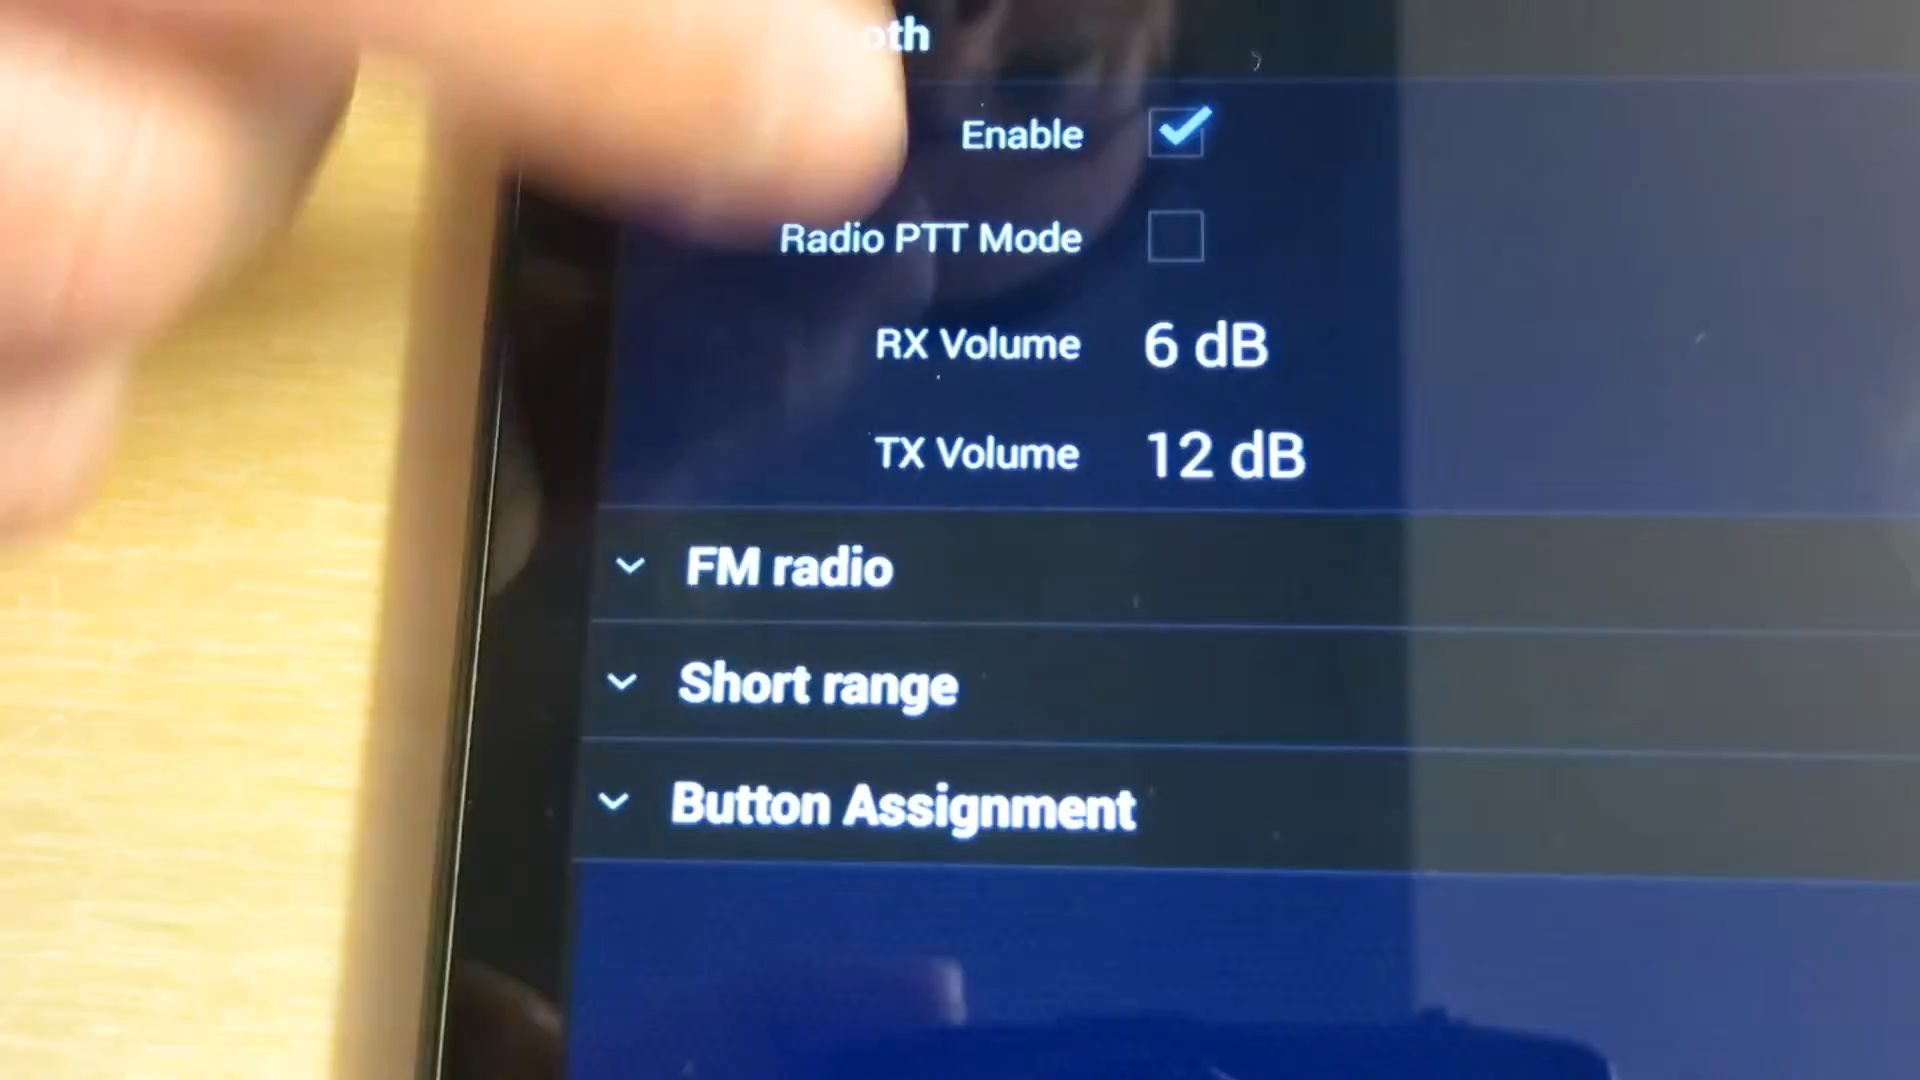 Enable
Radio PTT Mode
RX Volume 6 dB
TX Volume 12 dB
FM radio
Short range
Button Assignment